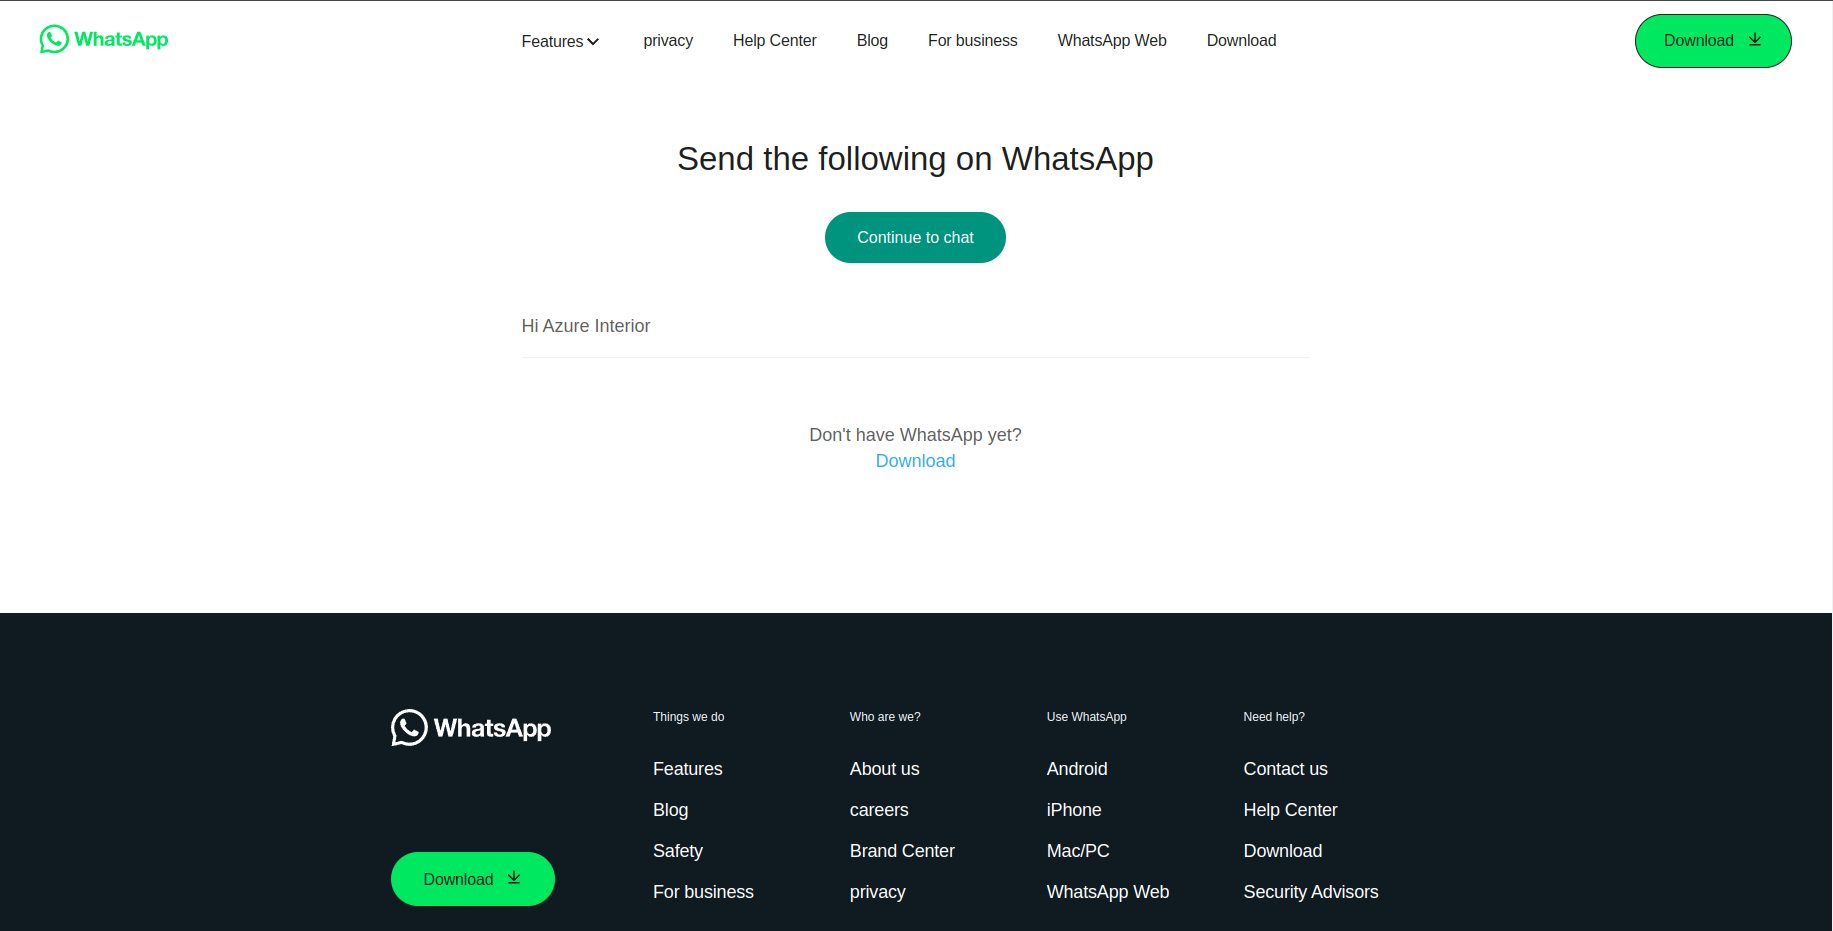 WhatsApp
Features
privacy
Help Center
Blog
For business
WhatsApp Web
Download
Download
Send the following on WhatsApp
Continue to chat
Hi Azure Interior
Don't have WhatsApp yet?
Download
WhatsApp
Download
Things we do
Features
Blog
Safety
For business
Who are we?
About us
careers
Brand Center
privacy
Use WhatsApp
Android
iPhone
Mac/PC
WhatsApp Web
Need help?
Contact us
Help Center
Download
Security Advisors